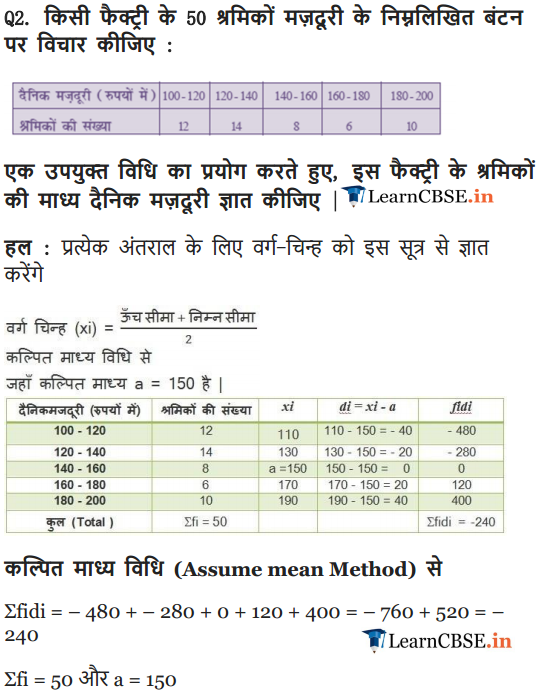 Q2. किसी फैक्ट्री के 50 श्रमिकों मज़दूरी के निम्नलिखित बंटन
पर विचार कीजिए :
दैनिक मज़दूरी (रुपयों में) 100-120 120-140 140-160 160-180 180-200
श्रमिकों की संख्या 12 14 8 6 10
एक उपयुक्त विधि का प्रयोग करते हुए, इस फैक्ट्री के श्रमिकों
की माध्य दैनिक मज़दूरी ज्ञात कीजिए | LearnCBSE.in
हल : प्रत्येक अंतराल के लिए वर्ग-चिन्ह को इस सूत्र से ज्ञात
करेंगे
वर्ग चिन्ह (xi) = ऊँच सीमा + निम्न सीमा
2
कल्पित माध्य विधि से
जहाँ कल्पित माध्य a = 150 है |
दैनिकमजदूरी (रुपयों में) श्रमिकों की संख्या xi di = xi - a fidi
100 - 120 12 110 110 - 150 = - 40 - 480
120 - 140 14 130 130 - 150 = - 20 - 280
140 - 160 8 a =150 150 - 150 = 0 0
160 - 180 6 170 170 - 150 = 20 120
180 - 200 10 190 190 - 150 = 40 400
कुल (Total ) Σfi = 50 Σfidi = -240
कल्पित माध्य विधि (Assume mean Method) से
Σfidi = – 480 + – 280 + 0 + 120 + 400 = – 760 + 520 = –
240
LearnCBSE.in
Σfi = 50 और a = 150